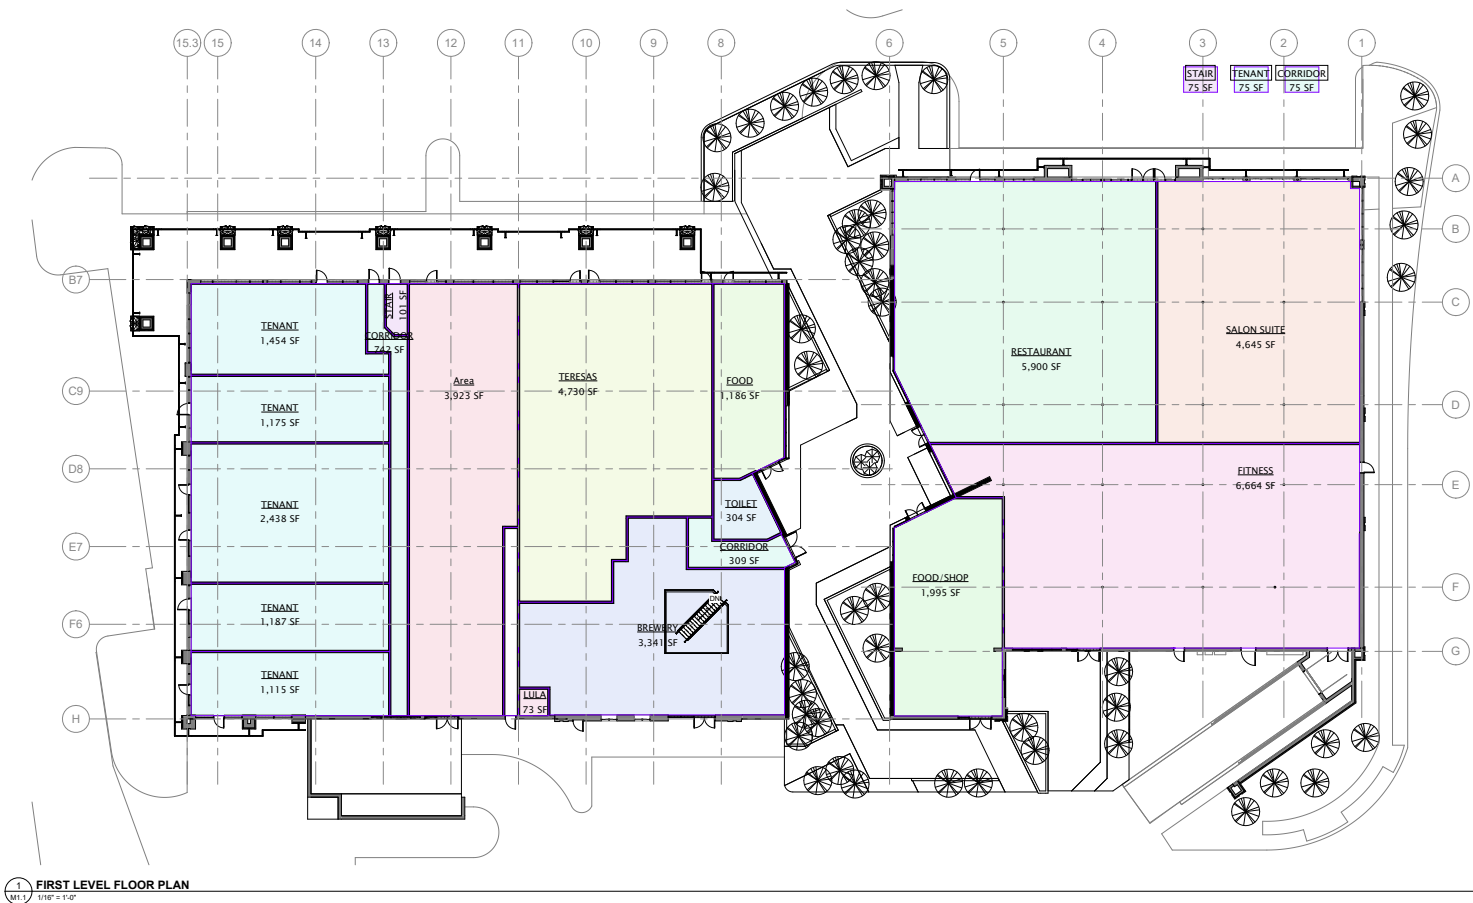 15.3 15 14 13 12 11 10 9 8 6 5 4 3 2 1
STAIR
75 SF
TENANT
75 SF
CORRIDOR
75 SF
A
B
B7
C
C9
D
D8
E
E7
F
F6
G
H
TENANT
1,454 SF
STAIR
101 SF
CORRIDOR
742 SF
TENANT
1,175 SF
TENANT
2,438 SF
TENANT
1,187 SF
TENANT
1,115 SF
Area
3,923 SF
TERESAS
4,730 SF
FOOD
1,186 SF
TOILET
304 SF
CORRIDOR
309 SF
BREWERY
3,341 SF
DN
LULA
73 SF
RESTAURANT
5,900 SF
SALON SUITE
4,645 SF
FITNESS
6,664 SF
FOOD/SHOP
1,995 SF
1
M1.1
FIRST LEVEL FLOOR PLAN
1/16" = 1'-0"